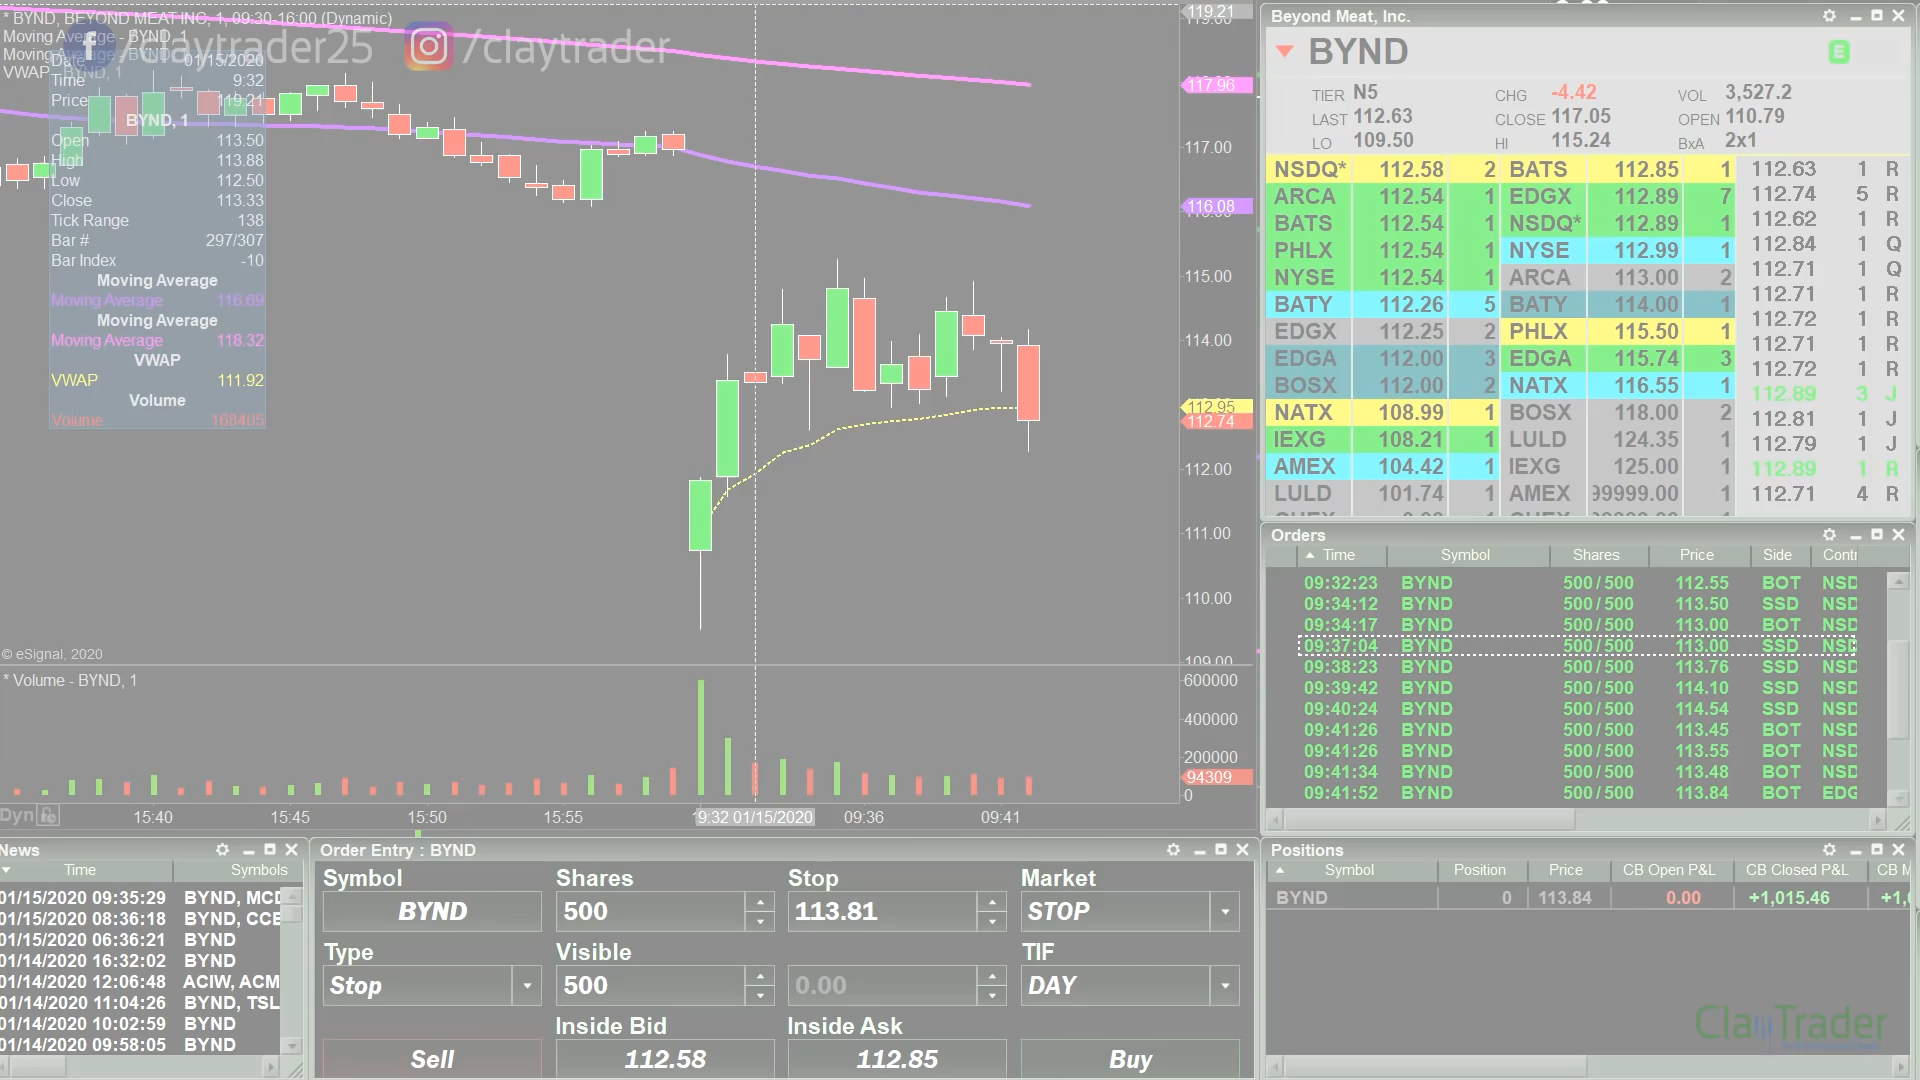 * BYND, BEYOND MEAT INC, 1, 09:30-16:00 (Dynamic)
Moving Average - BYND, 1
Moving Average - BYND, 1
VWAP - BYND, 1
/claytrader25 /claytrader
Date 01/15/2020
Time 9:32
Price 119.21
BYND, 1
Open 113.50
High 113.88
Low 112.50
Close 113.33
Tick Range 138
Bar # 297/307
Bar Index -10
Moving Average
Moving Average 116.69
Moving Average
Moving Average 118.32
VWAP
VWAP 111.92
Volume
Volume 168405
119.21
119.00
117.96
117.00
116.08
115.00
114.00
112.95
112.74
112.00
111.00
110.00
109.00
© eSignal, 2020
* Volume - BYND, 1
600000
400000
200000
94309
0
Dyn
15:40 15:45 15:50 15:55 9:32 01/15/2020 09:36 09:41
Beyond Meat, Inc.
BYND E
TIER N5 CHG -4.42 VOL 3,527.2
LAST 112.63 CLOSE 117.05 OPEN 110.79
LO 109.50 HI 115.24 BxA 2x1
NSDQ* 112.58 2 BATS 112.85 1
ARCA 112.54 1 EDGX 112.89 7
BATS 112.54 1 NSDQ* 112.89 1
PHLX 112.54 1 NYSE 112.99 1
NYSE 112.54 1 ARCA 113.00 2
BATY 112.26 5 BATY 114.00 1
EDGX 112.25 2 PHLX 115.50 1
EDGA 112.00 3 EDGA 115.74 3
BOSX 112.00 2 NATX 116.55 1
NATX 108.99 1 BOSX 118.00 2
IEXG 108.21 1 LULD 124.35 1
AMEX 104.42 1 IEXG 125.00 1
LULD 101.74 1 AMEX 99999.00 1
112.63 1 R
112.74 5 R
112.62 1 R
112.84 1 Q
112.71 1 Q
112.71 1 R
112.72 1 R
112.71 1 R
112.72 1 R
112.89 3 J
112.81 1 J
112.79 1 J
112.89 1 R
112.71 4 R
Orders
Time Symbol Shares Price Side Contr
09:32:23 BYND 500/500 112.55 BOT NSD
09:34:12 BYND 500/500 113.50 SSD NSD
09:34:17 BYND 500/500 113.00 BOT NSD
09:37:04 BYND 500/500 113.00 SSD NSD
09:38:23 BYND 500/500 113.76 SSD NSD
09:39:42 BYND 500/500 114.10 SSD NSD
09:40:24 BYND 500/500 114.54 SSD NSD
09:41:26 BYND 500/500 113.45 BOT NSD
09:41:26 BYND 500/500 113.55 BOT NSD
09:41:34 BYND 500/500 113.48 BOT NSD
09:41:52 BYND 500/500 113.84 BOT EDG
News
Time Symbols
01/15/2020 09:35:29 BYND, MCD
01/15/2020 08:36:18 BYND, CCE
01/15/2020 06:36:21 BYND
01/14/2020 16:32:02 BYND
01/14/2020 12:06:48 ACIW, ACM
01/14/2020 11:04:26 BYND, TSL
01/14/2020 10:02:59 BYND
01/14/2020 09:58:05 BYND
Order Entry : BYND
Symbol Shares Stop Market
BYND 500 113.81 STOP
Type Visible TIF
Stop 500 0.00 DAY
Inside Bid Inside Ask
Sell 112.58 112.85 Buy
Positions
Symbol Position Price CB Open P&L CB Closed P&L CB M
BYND 0 113.84 0.00 +1,015.46 +1,0
ClayTrader